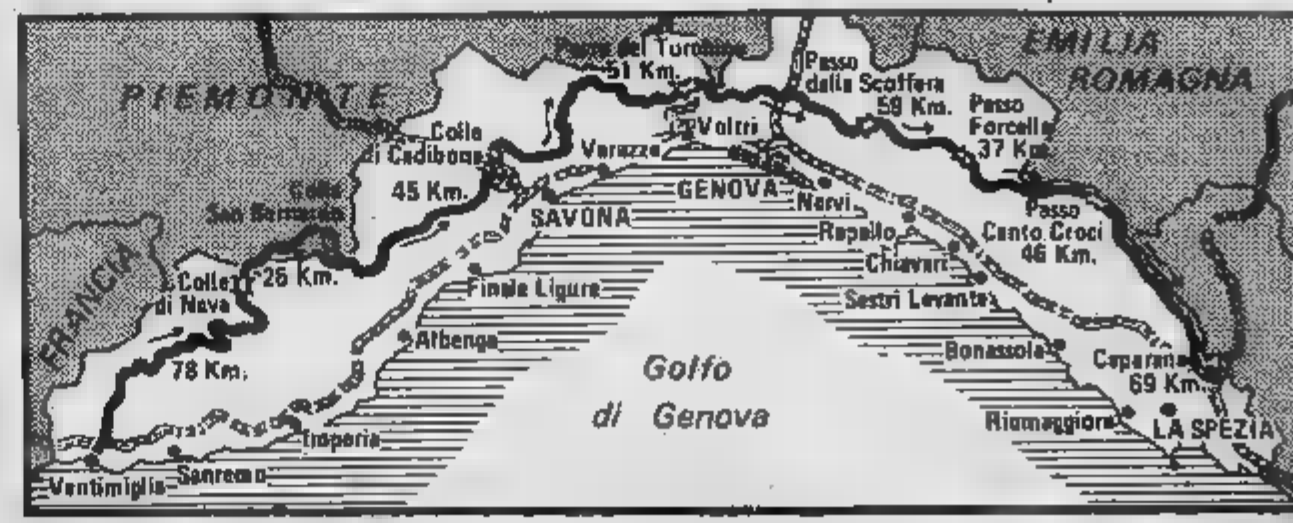 PIEMONTE
EMILIA
ROMAGNA
FRANCIA
Passo del Turchino
51 Km.
Passo
della Scoffera
59 Km.
Passo
Forcella
37 Km.
Colle
di Cadibona
45 Km.
Colle
San Bernardo
26 Km.
Colle
di Nava
78 Km.
Passo
Cento Croci
46 Km.
Caparana
69 Km.
Voltri
Varazze
GENOVA
Nervi
SAVONA
Rapallo
Chiavari
Finale Ligure
Sestri Levante
Albenga
Bonassola
Golfo
di Genova
Riomaggiore
LA SPEZIA
Imperia
Sanremo
Ventimiglia